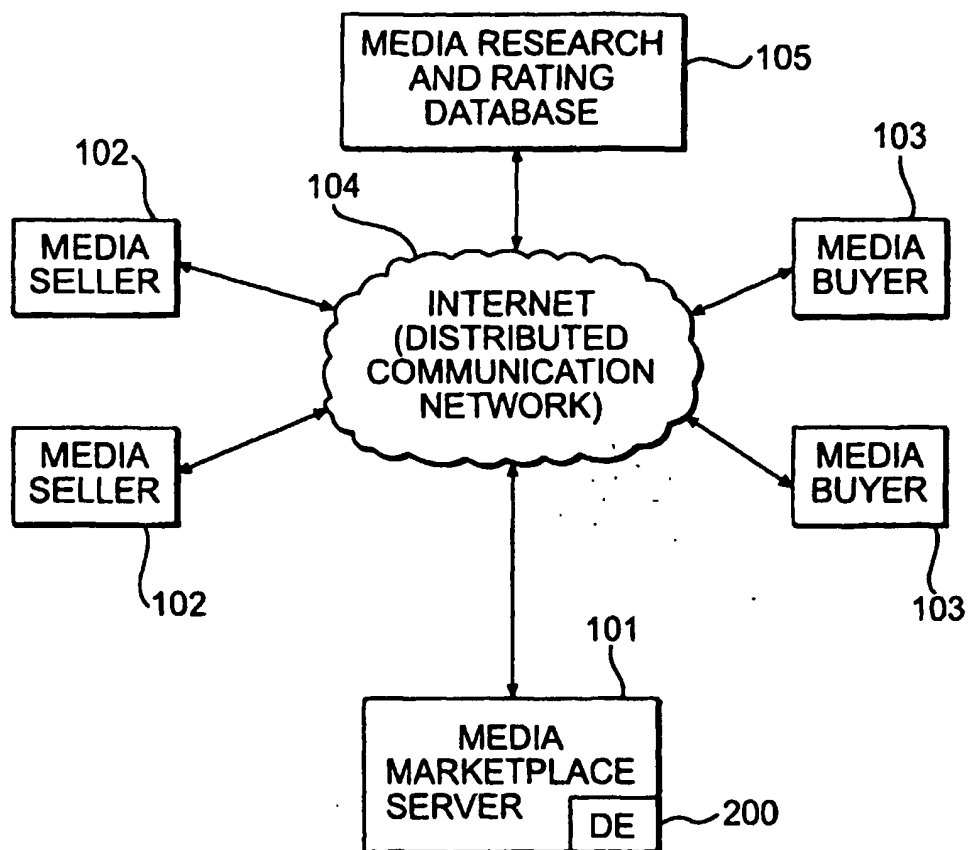 MEDIA RESEARCH
AND RATING
DATABASE
105
102
104
103
MEDIA
SELLER
INTERNET
(DISTRIBUTED
COMMUNICATION
NETWORK)
MEDIA
BUYER
MEDIA
SELLER
MEDIA
BUYER
102
103
101
MEDIA
MARKETPLACE
SERVER
DE
200